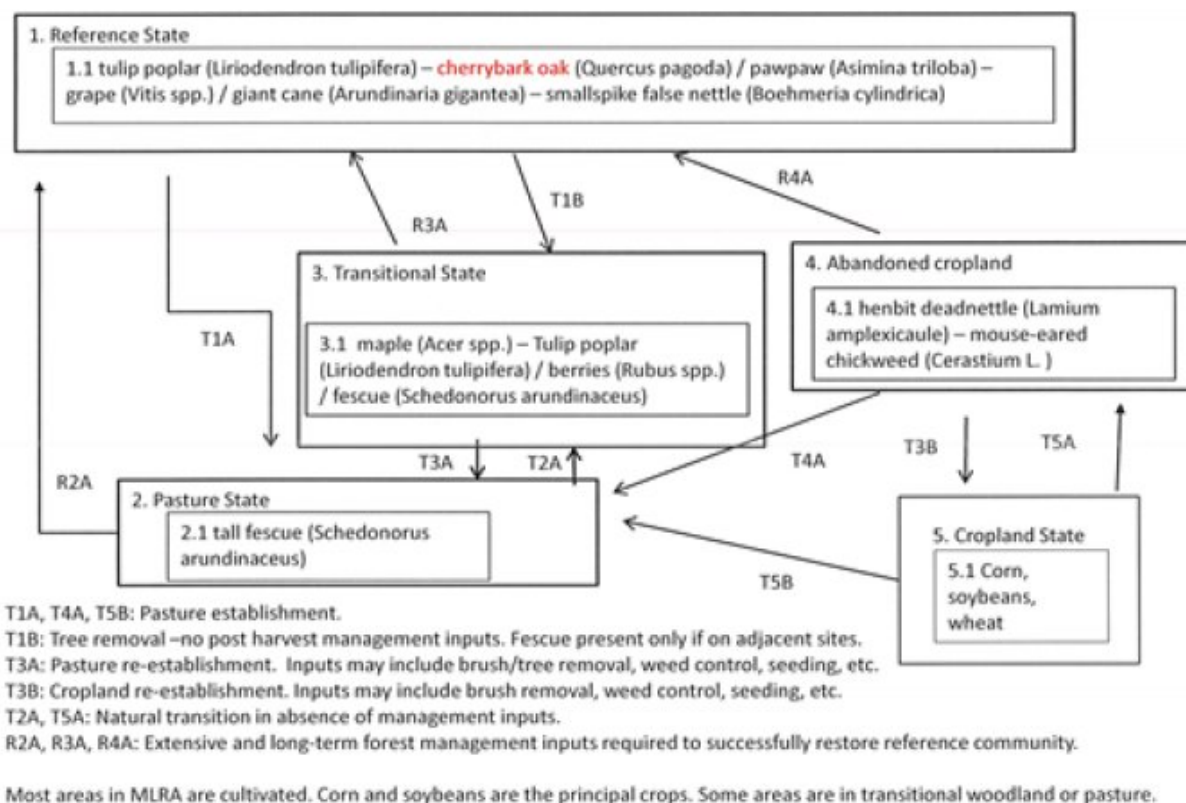 1. Reference State
1.1 tulip poplar (Liriodendron tulipifera) – cherrybark oak (Quercus pagoda) / pawpaw (Asimina triloba) –
grape (Vitis spp.) / giant cane (Arundinaria gigantea) – smallspike false nettle (Boehmeria cylindrica)
R4A
T1B
R3A
3. Transitional State
4. Abandoned cropland
4.1 henbit deadnettle (Lamium
amplexicaule) – mouse-eared
chickweed (Cerastium L. )
T1A
3.1 maple (Acer spp.) – Tulip poplar
(Liriodendron tulipifera) / berries (Rubus spp.)
/ fescue (Schedonorus arundinaceus)
T3A
T2A
T4A
T3B
T5A
R2A
2. Pasture State
2.1 tall fescue (Schedonorus
arundinaceus)
5. Cropland State
5.1 Corn,
soybeans,
wheat
T5B
T1A, T4A, T5B: Pasture establishment.
T1B: Tree removal –no post harvest management inputs. Fescue present only if on adjacent sites.
T3A: Pasture re-establishment. Inputs may include brush/tree removal, weed control, seeding, etc.
T3B: Cropland re-establishment. Inputs may include brush removal, weed control, seeding, etc.
T2A, T5A: Natural transition in absence of management inputs.
R2A, R3A, R4A: Extensive and long-term forest management inputs required to successfully restore reference community.
Most areas in MLRA are cultivated. Corn and soybeans are the principal crops. Some areas are in transitional woodland or pasture.